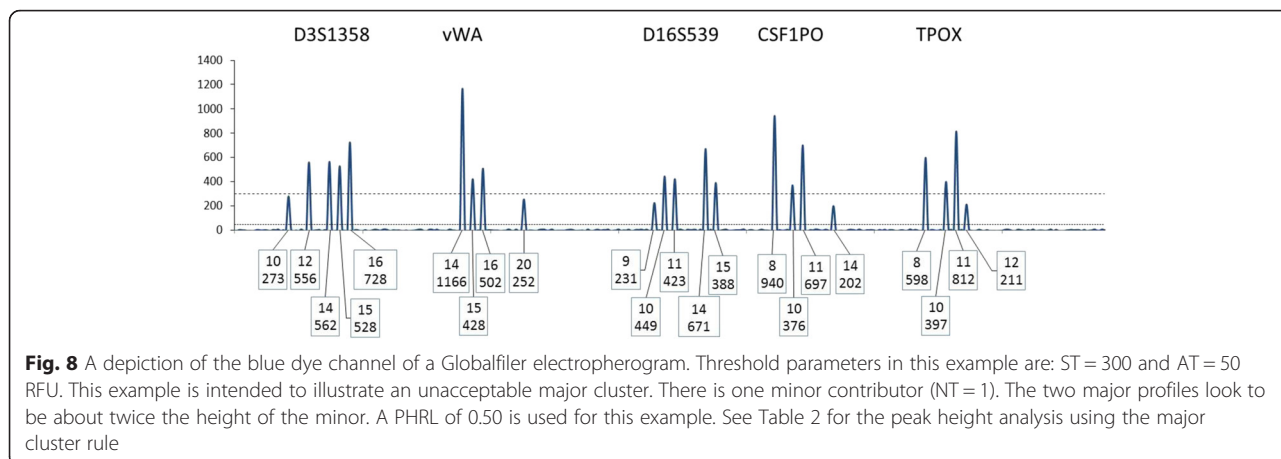 D3S1358 vWA D16S539 CSF1PO TPOX
1400
1200
1000
800
600
400
200
0
10 12 16 14 16 20 9 11 15 8 11 14 8 11 12
273 556 728 1166 502 252 231 423 388 940 697 202 598 812 211
14 15 15 10 14 10 10
562 528 428 449 671 376 397
Fig. 8 A depiction of the blue dye channel of a Globalfiler electropherogram. Threshold parameters in this example are: ST = 300 and AT = 50
RFU. This example is intended to illustrate an unacceptable major cluster. There is one minor contributor (NT = 1). The two major profiles look to
be about twice the height of the minor. A PHRL of 0.50 is used for this example. See Table 2 for the peak height analysis using the major
cluster rule